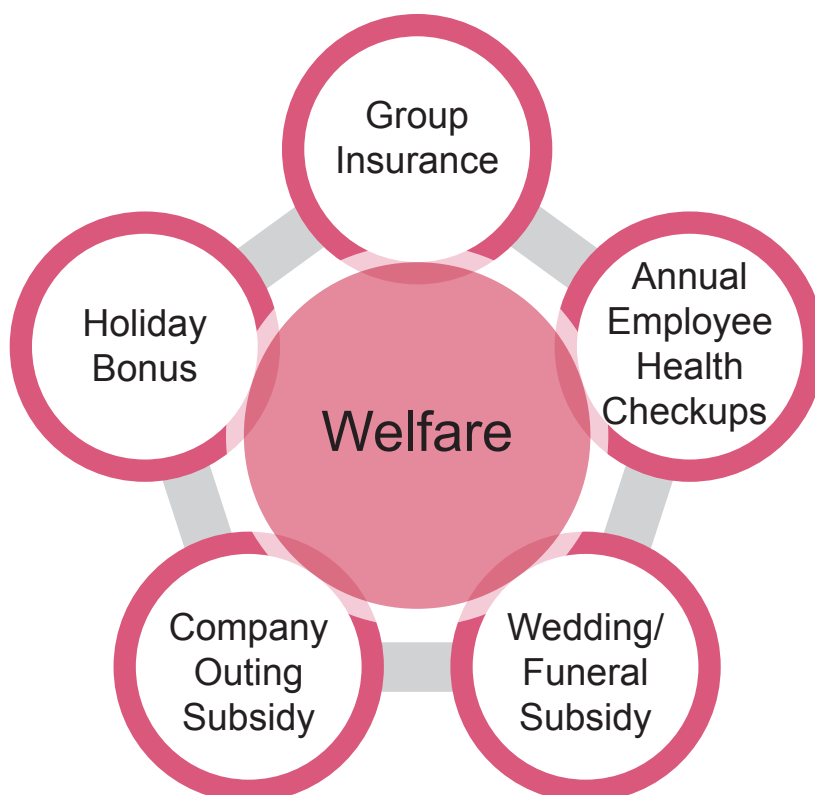 Group
Insurance
Annual
Employee
Health
Checkups
Wedding/
Funeral
Subsidy
Company
Outing
Subsidy
Holiday
Bonus
Welfare